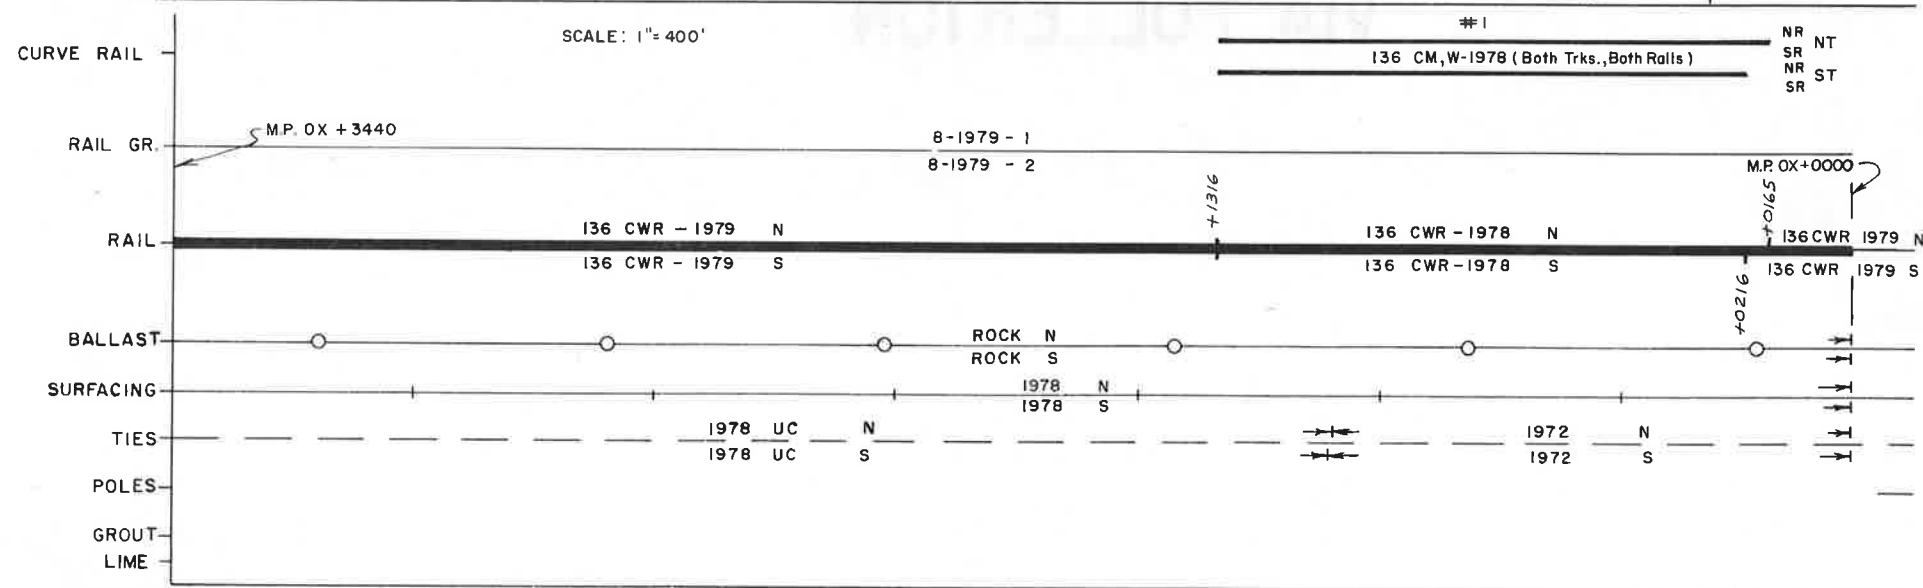 SCALE: 1"=400'
#1
CURVE RAIL
136 CM,W-1978 (Both Trks.,Both Rails)
NR
SR NT
NR
SR ST
M.P. OX +3440
RAIL GR.
8-1979 - 1
8-1979 - 2
M.P. OX+0000
+1316
+0165
RAIL
136 CWR - 1979 N
136 CWR-1978 N
136 CWR 1979 N
136 CWR - 1979 S
136 CWR-1978 S
136 CWR 1979 S
+0216
BALLAST
ROCK N
ROCK S
SURFACING
1978 N
1978 S
TIES
1978 UC N
1972 N
1978 UC S
1972 S
POLES
GROUT
LIME